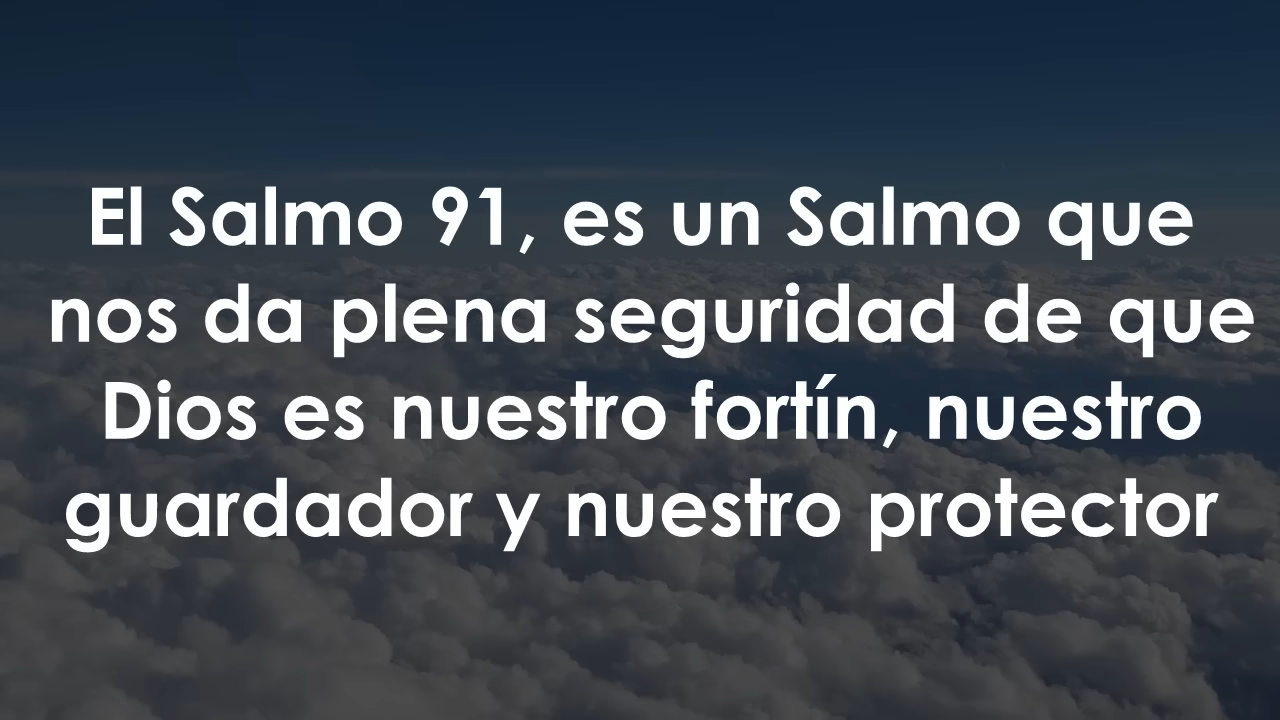 El Salmo 91, es un Salmo que
nos da plena seguridad de que
Dios es nuestro fortín, nuestro
guardador y nuestro protector